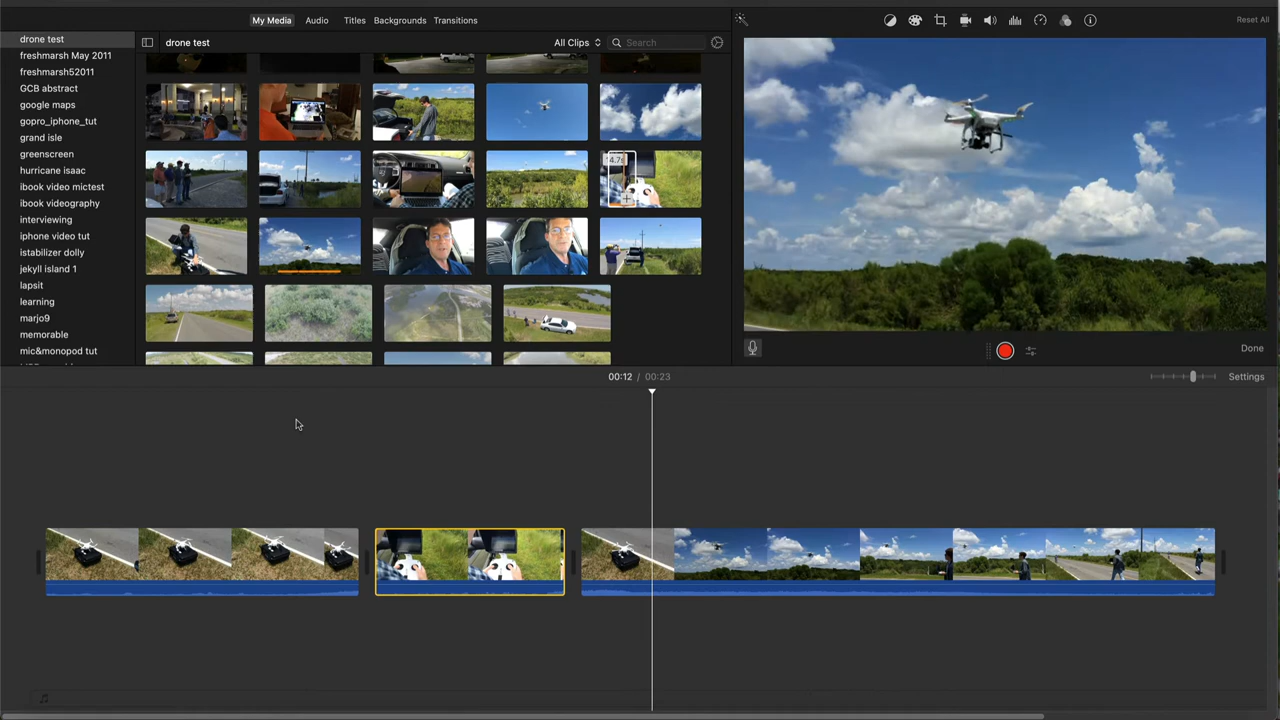 My Media Audio Titles Backgrounds Transitions
Reset All
drone test
drone test
All Clips
Search
freshmarsh May 2011
freshmarsh52011
GCB abstract
google maps
gopro_iphone_tut
grand isle
greenscreen
hurricane isaac
ibook video mictest
ibook videography
interviewing
iphone video tut
istabilizer dolly
jekyll island 1
lapsit
learning
marjo9
memorable
mic&monopod tut
Done
00:12 / 00:23
Settings